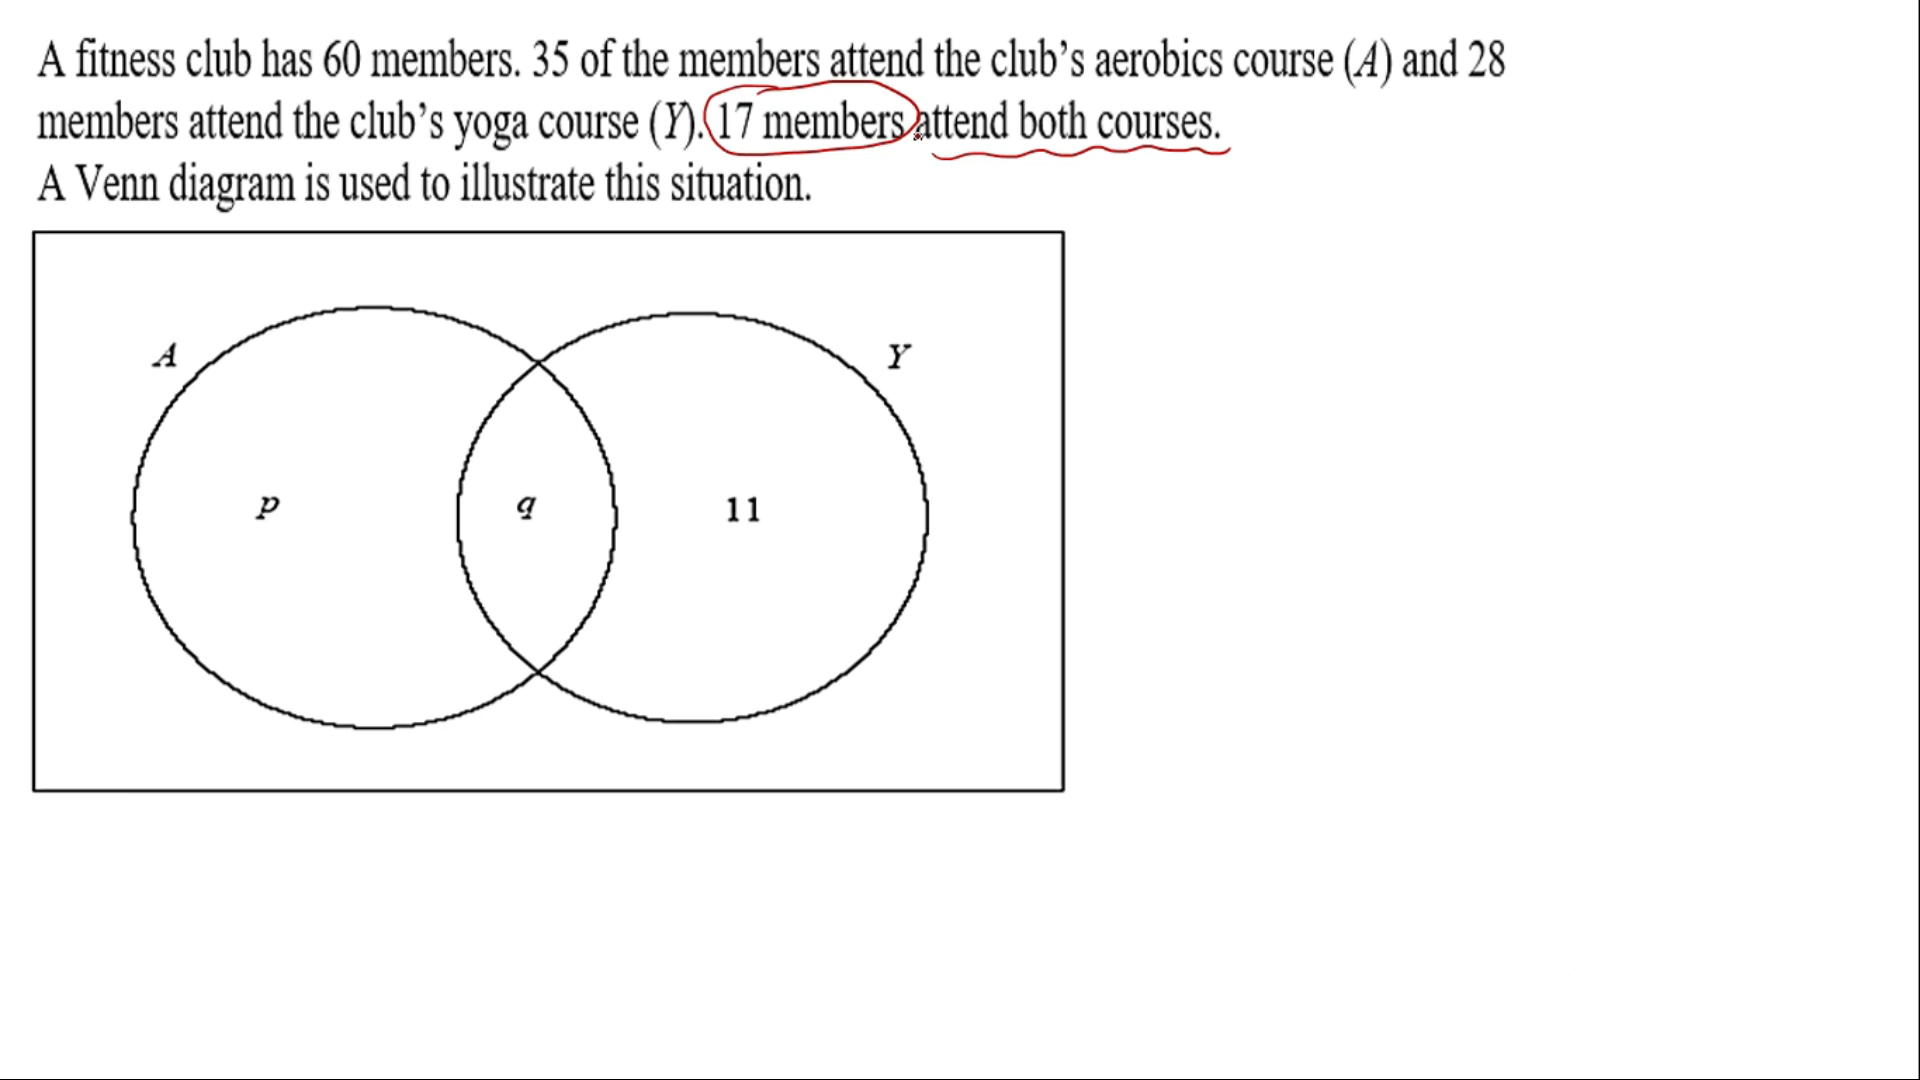 A fitness club has 60 members. 35 of the members attend the club’s aerobics course (A) and 28
members attend the club’s yoga course (Y). 17 members attend both courses.
A Venn diagram is used to illustrate this situation.
A
Y
p
q
11